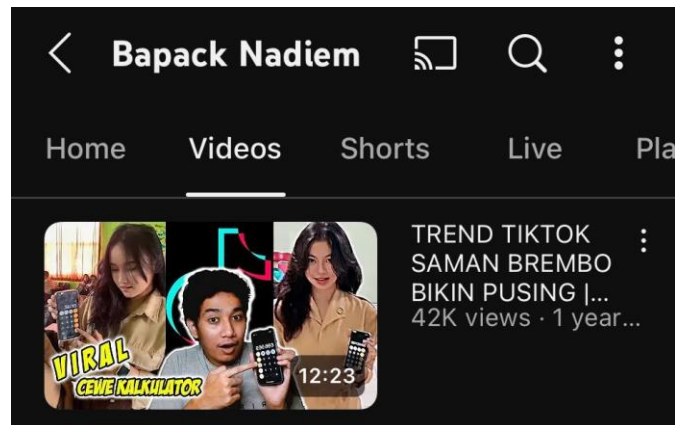 Bapack Nadiem
Home Videos Shorts Live Pla
TREND TIKTOK
SAMAN BREMBO
BIKIN PUSING |...
42K views · 1 year...
VIRAL
CEWE KALKULATOR
12:23